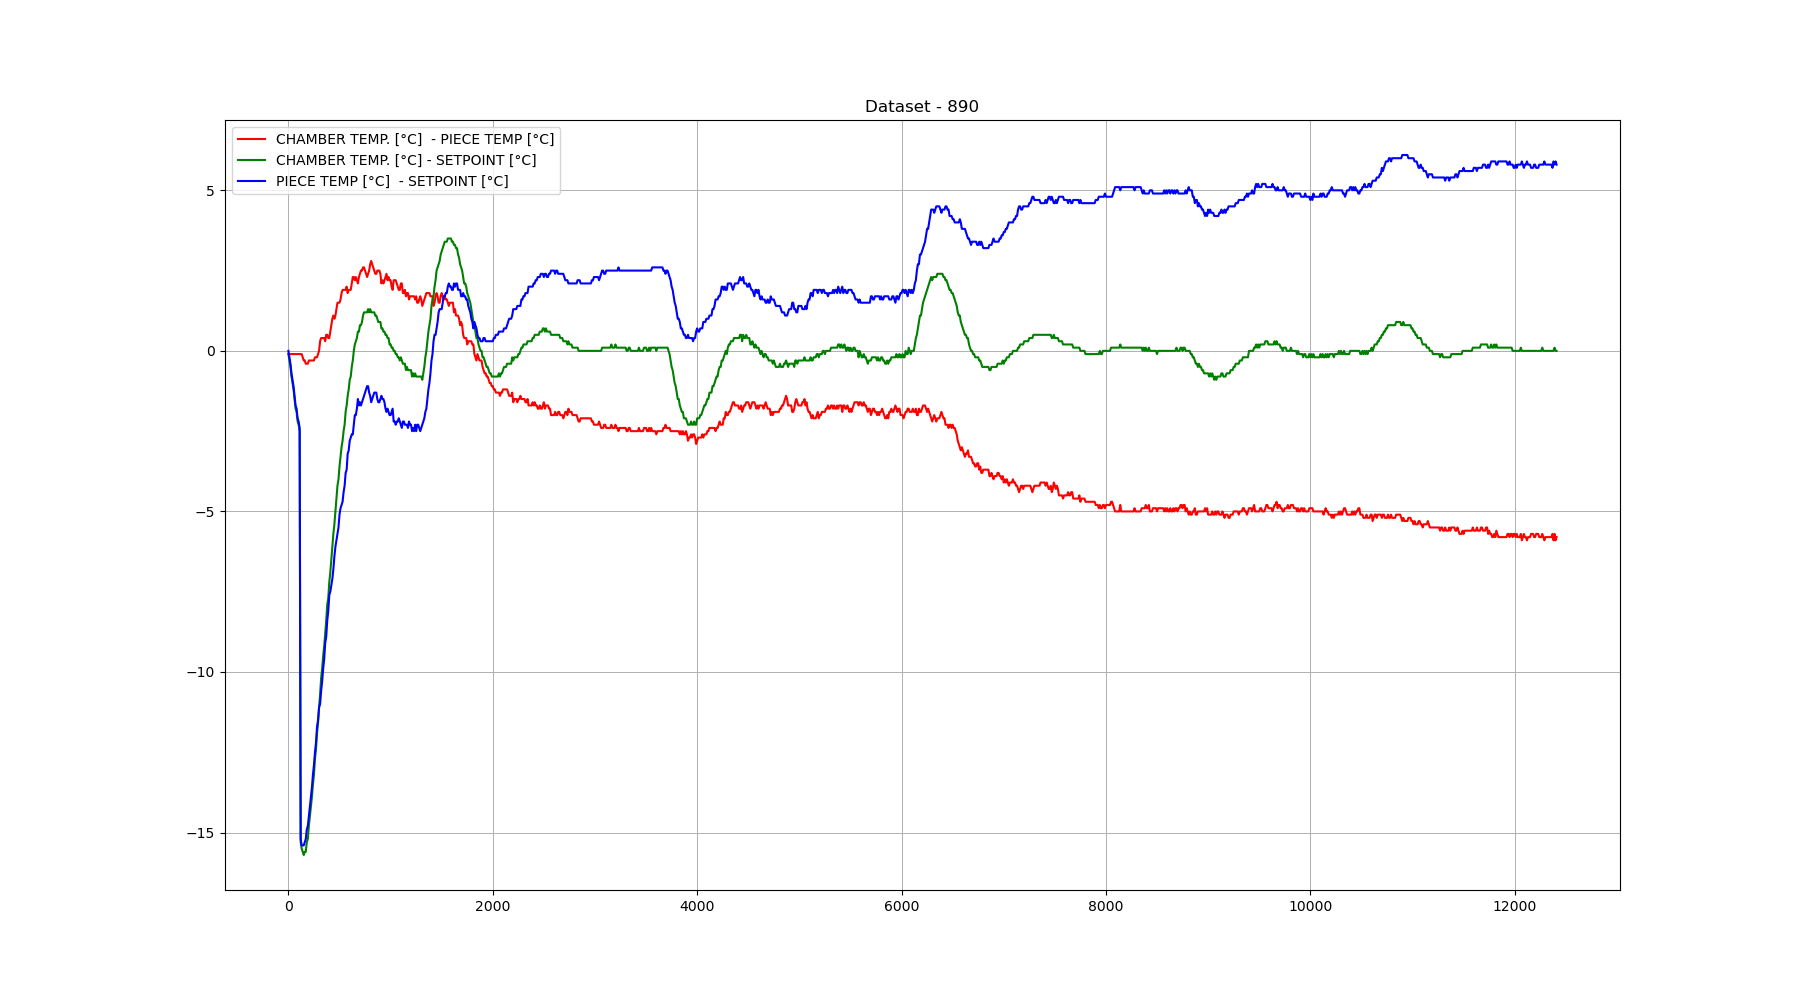 Dataset - 890
CHAMBER TEMP. [°C]  - PIECE TEMP [°C]
CHAMBER TEMP. [°C] - SETPOINT [°C]
PIECE TEMP [°C]  - SETPOINT [°C]
5
0
−5
−10
−15
0 2000 4000 6000 8000 10000 12000